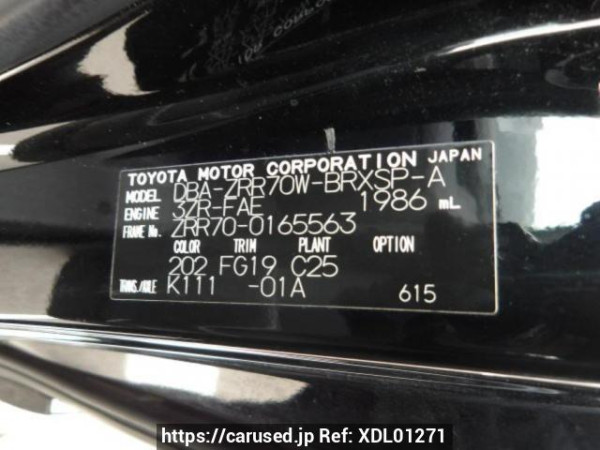 TOYOTA MOTOR CORPORATION JAPAN
MODEL DBA-ZRR70W-BRXSP-A
ENGINE 3ZR-FAE 1986 mL
FRAME No. ZRR70-0165563
COLOR TRIM PLANT OPTION
202 FG19 C25
TRANS./AXLE K111 -01A 615
https://carused.jp Ref: XDL01271